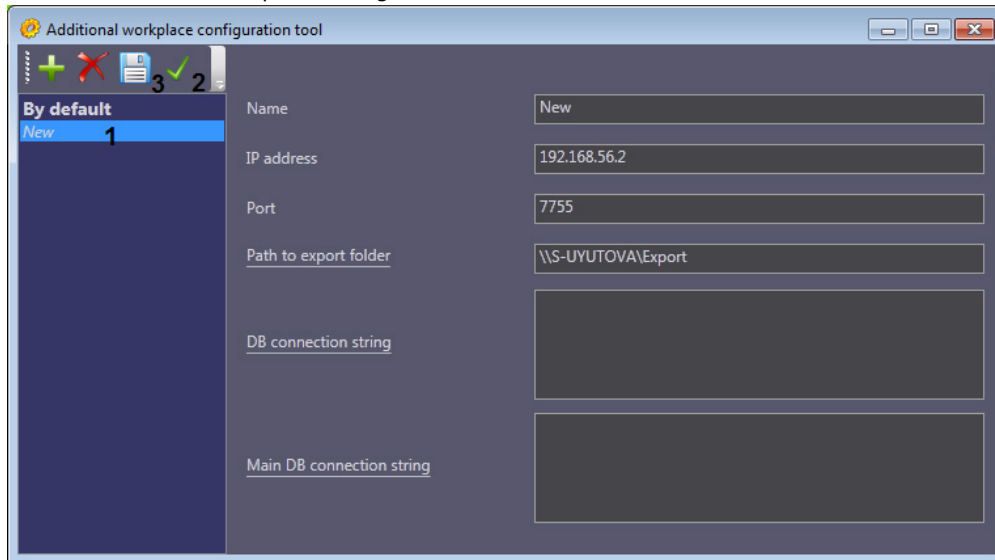 Additional workplace configuration tool
3 2
By default
New 1
Name New
IP address 192.168.56.2
Port 7755
Path to export folder \\S-UYUTOVA\Export
DB connection string
Main DB connection string